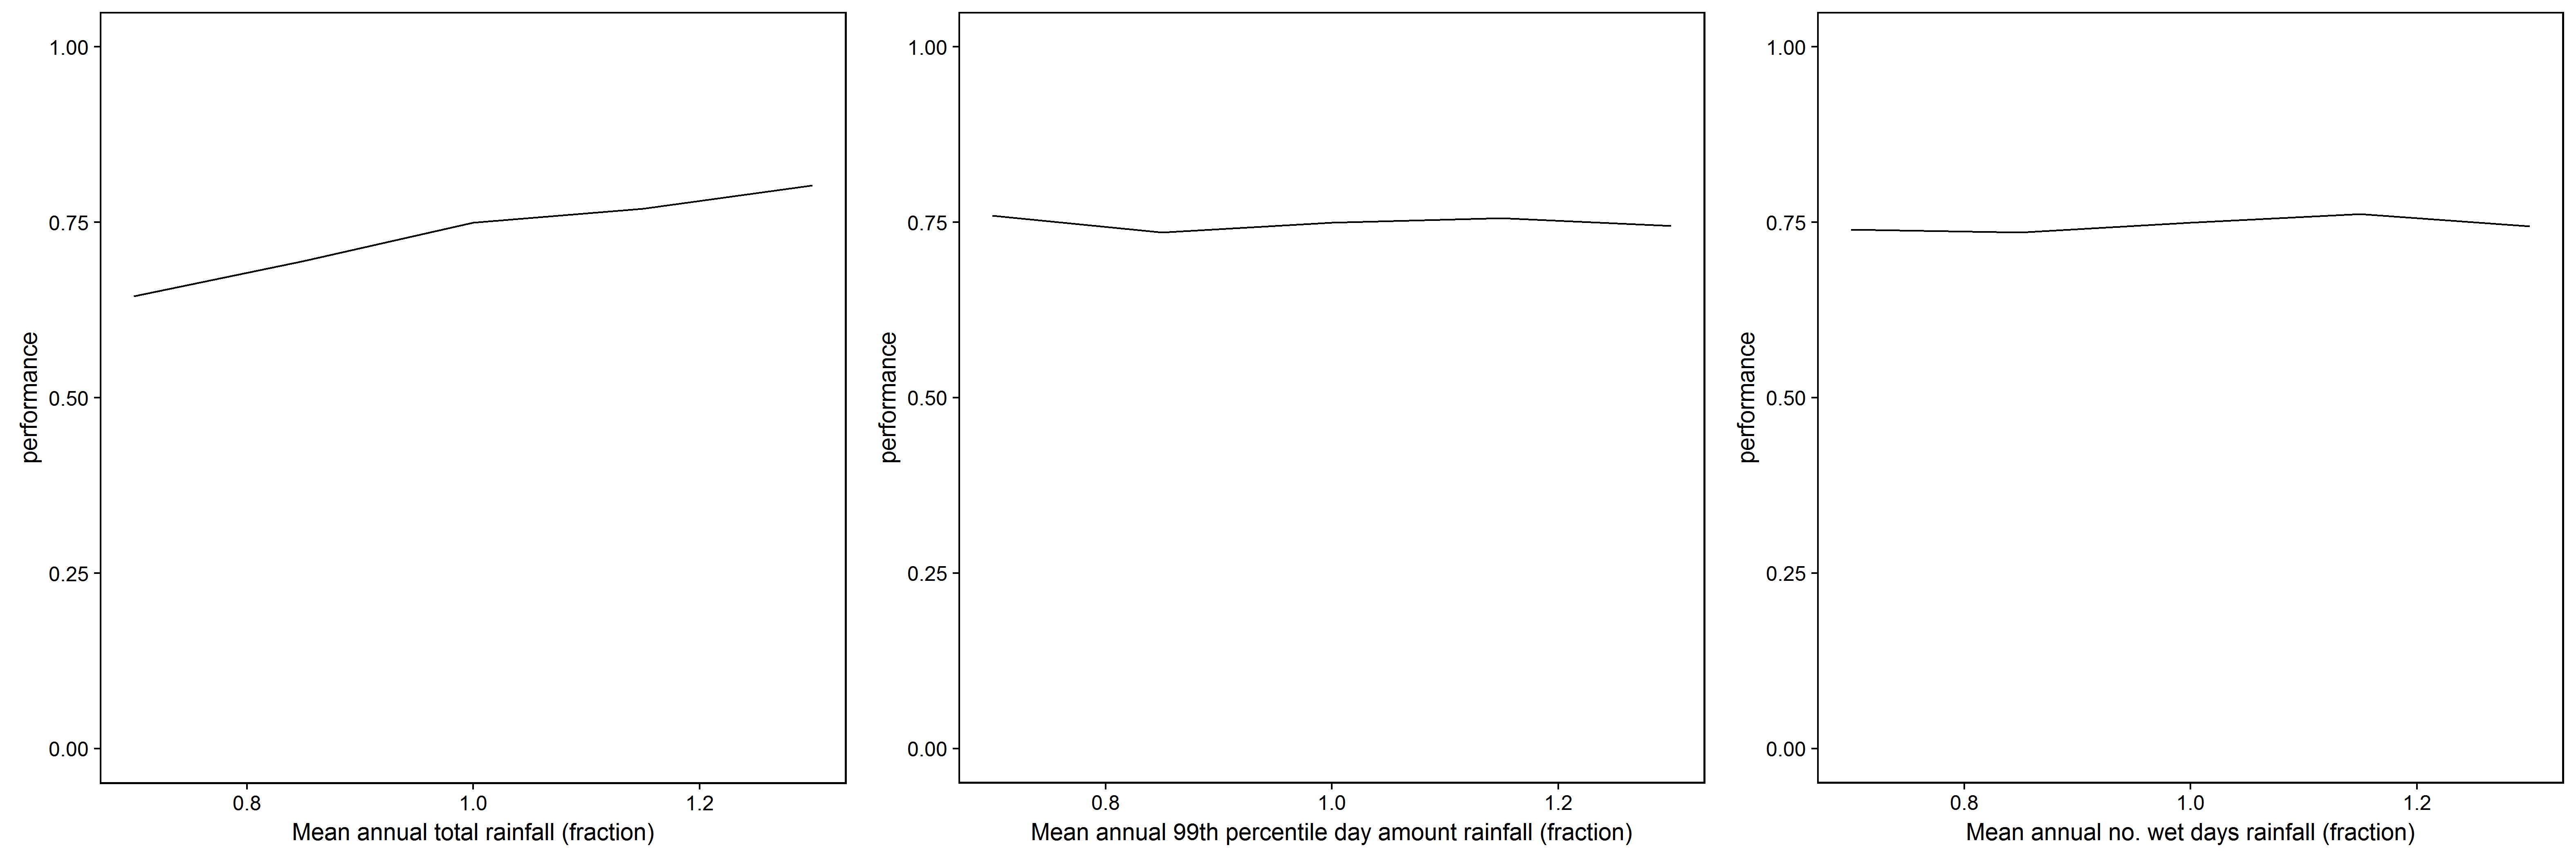 1.00
0.75
0.50
0.25
0.00
performance
0.8 1.0 1.2
Mean annual total rainfall (fraction)
1.00
0.75
0.50
0.25
0.00
performance
0.8 1.0 1.2
Mean annual 99th percentile day amount rainfall (fraction)
1.00
0.75
0.50
0.25
0.00
performance
0.8 1.0 1.2
Mean annual no. wet days rainfall (fraction)